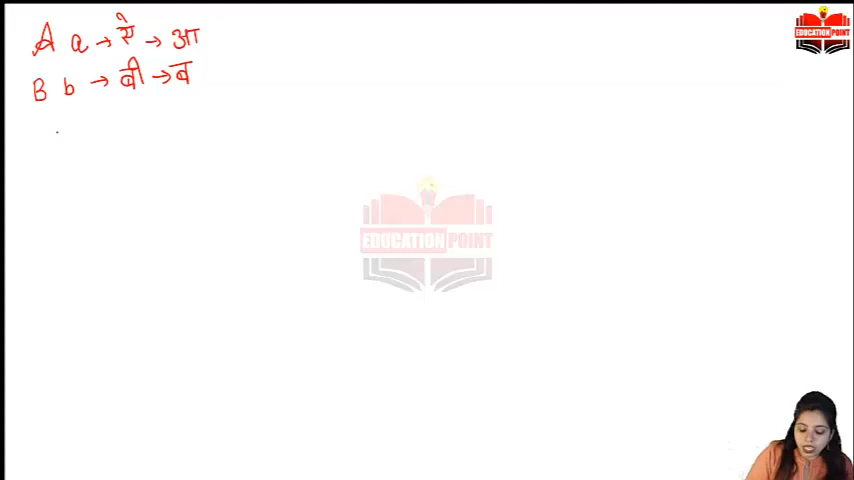 A a → ऐ → आ
B b → बी → ब
EDUCATION POINT
EDUCATION POINT